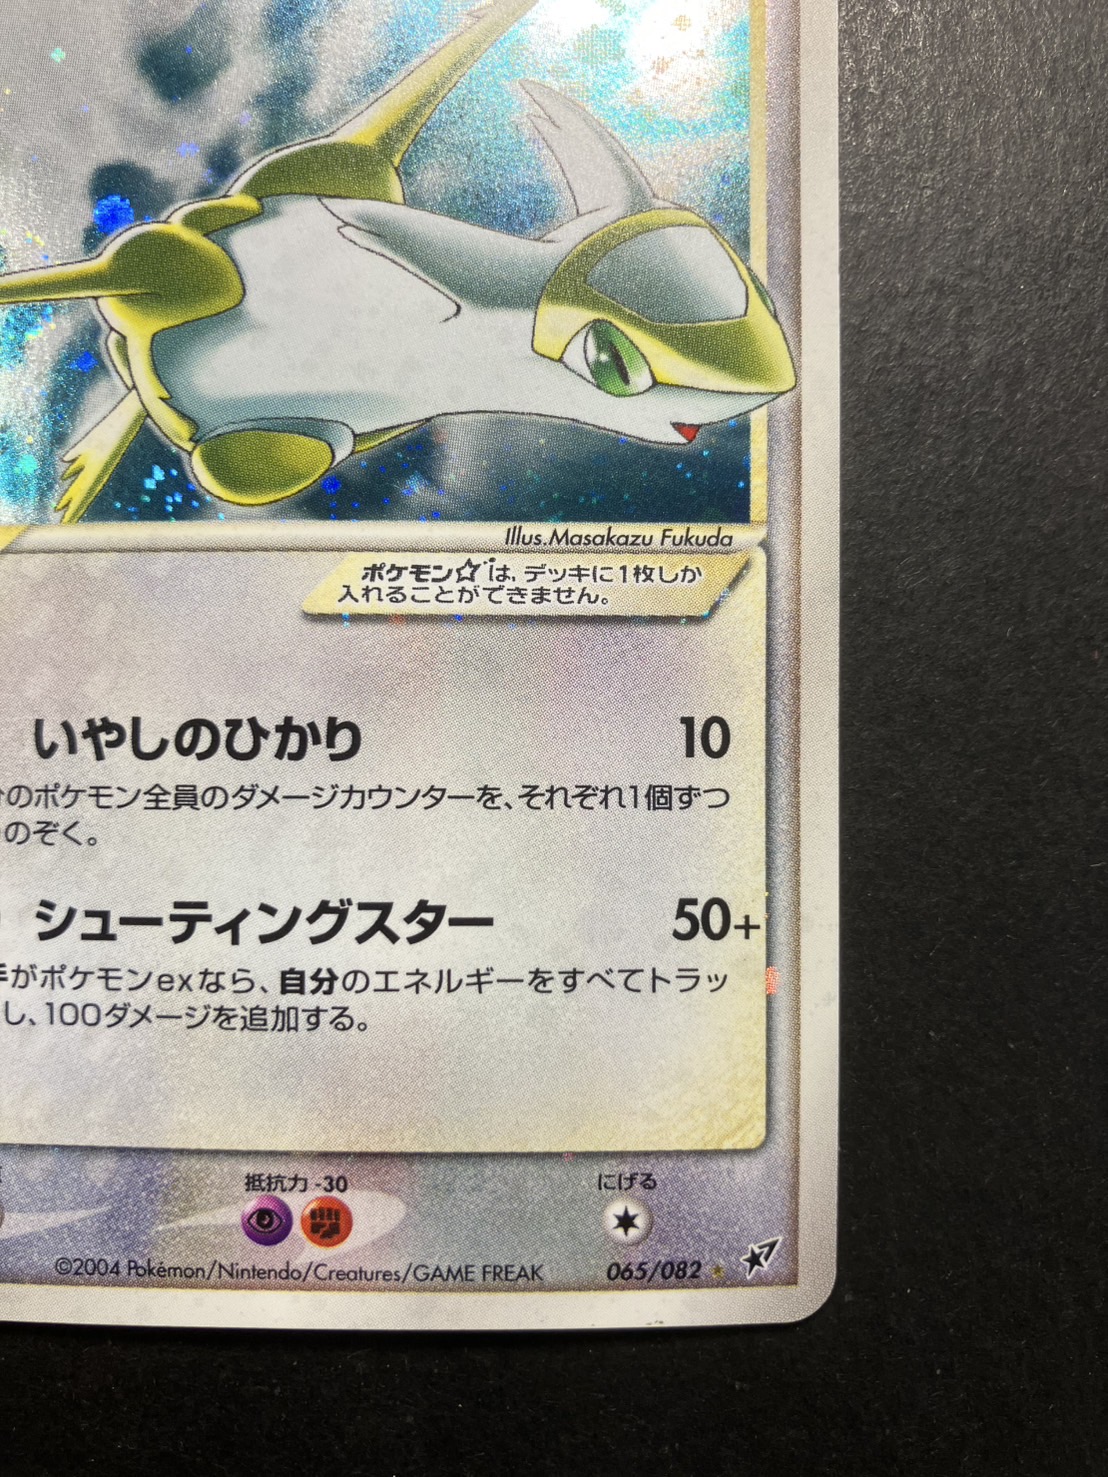 Illus.Masakazu Fukuda
ポケモン☆は、デッキに1枚しか
入れることができません。
いやしのひかり 10
のポケモン全員のダメージカウンターを、それぞれ1個ずつ
のぞく。
シューティングスター 50+
がポケモンexなら、自分のエネルギーをすべてトラッ
し、100ダメージを追加する。
抵抗力 -30 にげる
©2004 Pokémon/Nintendo/Creatures/GAME FREAK 065/082 ★